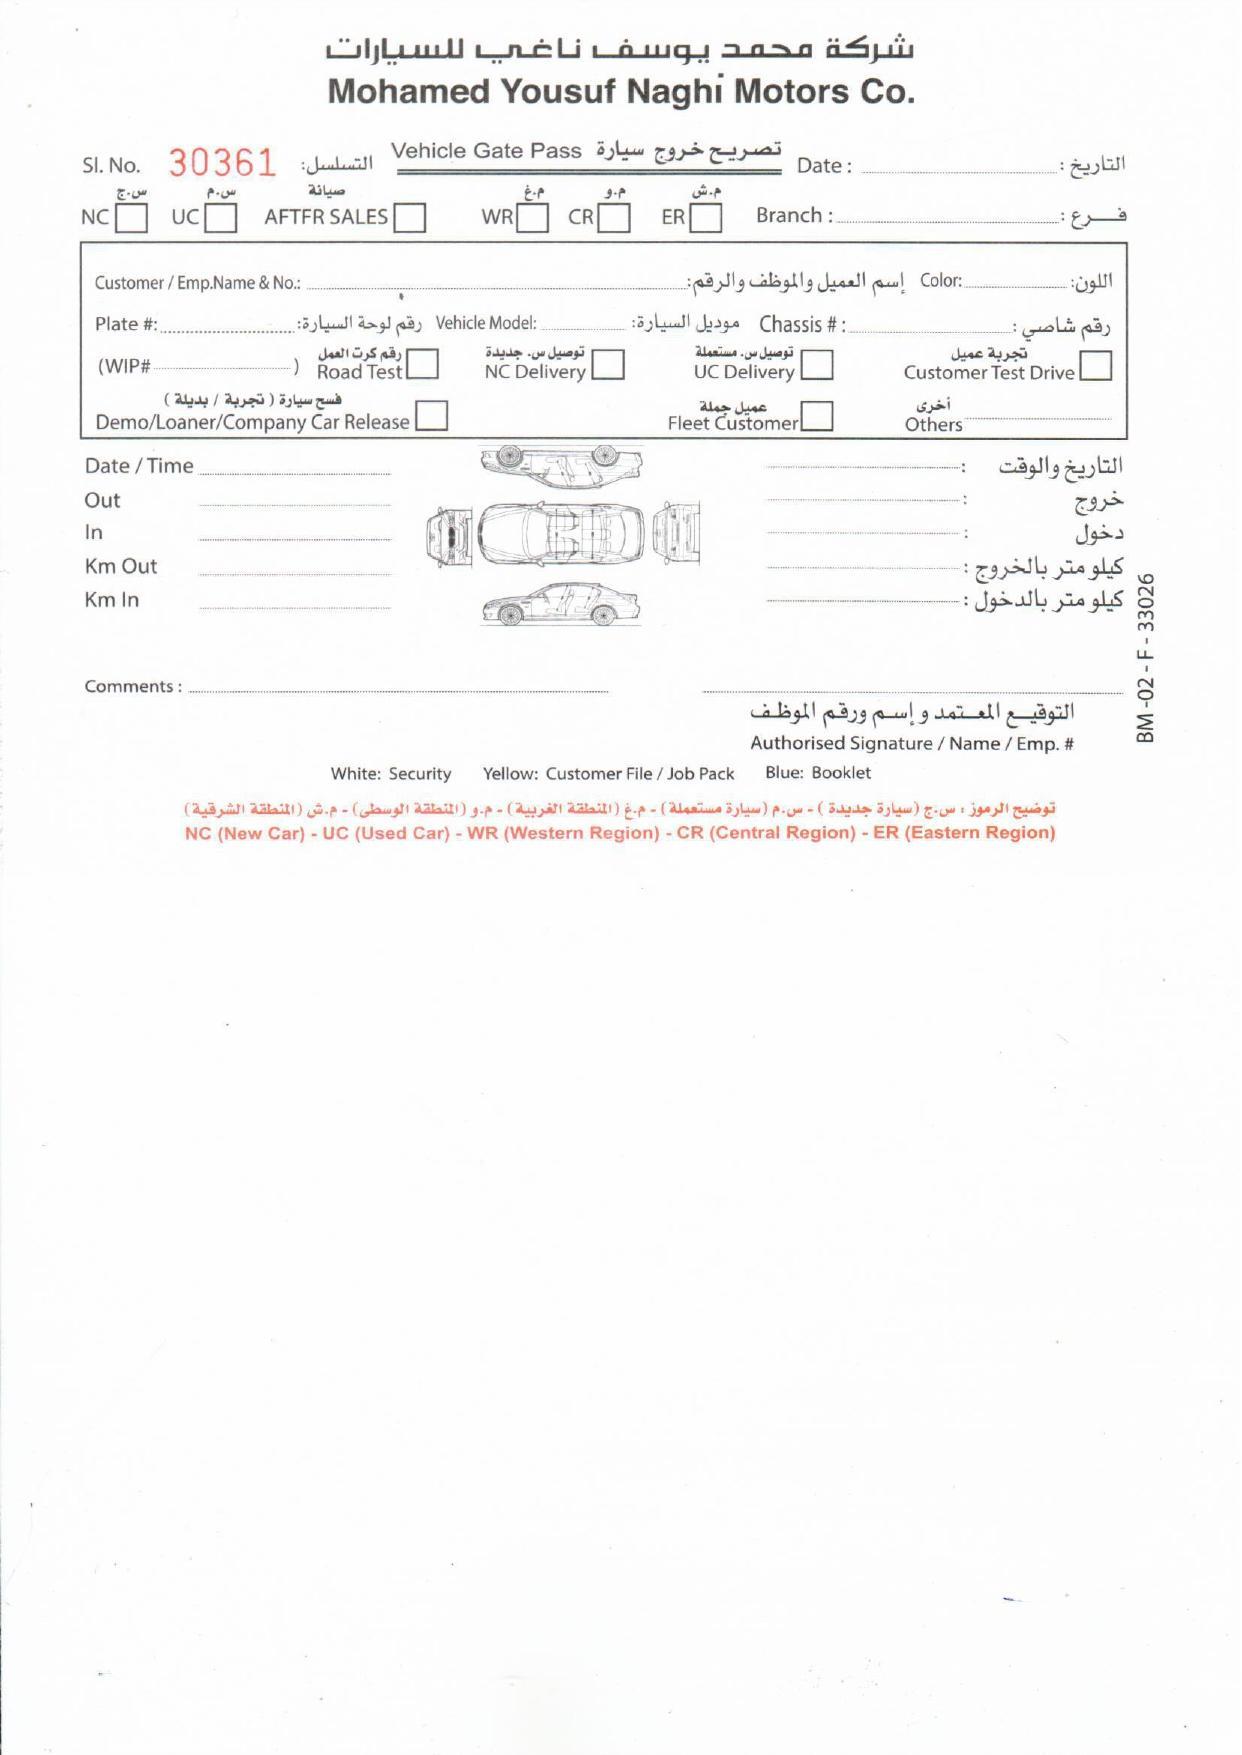 شركة محمد يوسف ناغي للسيارات
Mohamed Yousuf Naghi Motors Co.
Sl. No. 30361 التسلسل: Vehicle Gate Pass تصريح خروج سيارة Date : التاريخ :
س.ج س.م صيانة م.غ م.و م.ش
NC UC AFTFR SALES WR CR ER Branch : فرع :
Customer / Emp.Name & No.: إسم العميل والموظف والرقم: Color: اللون:
Plate #: رقم لوحة السيارة: Vehicle Model: موديل السيارة: Chassis # : رقم شاصي :
رقم كرت العمل توصيل س. جديدة توصيل س. مستعملة تجربة عميل
(WIP# ) Road Test NC Delivery UC Delivery Customer Test Drive
فسح سيارة ( تجربة / بديلة ) عميل جملة أخرى
Demo/Loaner/Company Car Release Fleet Customer Others
Date / Time التاريخ والوقت :
Out خروج :
In دخول :
Km Out كيلو متر بالخروج :
Km In كيلو متر بالدخول :
BM -02 - F - 33026
Comments :
التوقيع المعتمد و إسم ورقم الموظف
Authorised Signature / Name / Emp. #
White: Security Yellow: Customer File / Job Pack Blue: Booklet
توضيح الرموز : س.ج (سيارة جديدة ) - س.م (سيارة مستعملة) - م.غ (المنطقة الغربية) - م.و (المنطقة الوسطى) - م.ش (المنطقة الشرقية)
NC (New Car) - UC (Used Car) - WR (Western Region) - CR (Central Region) - ER (Eastern Region)